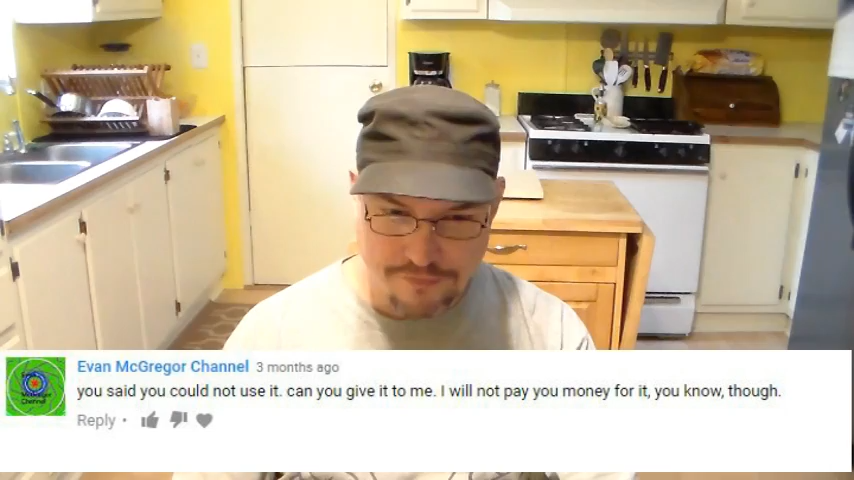 Evan McGregor Channel 3 months ago
you said you could not use it. can you give it to me. I will not pay you money for it, you know, though.
Reply •